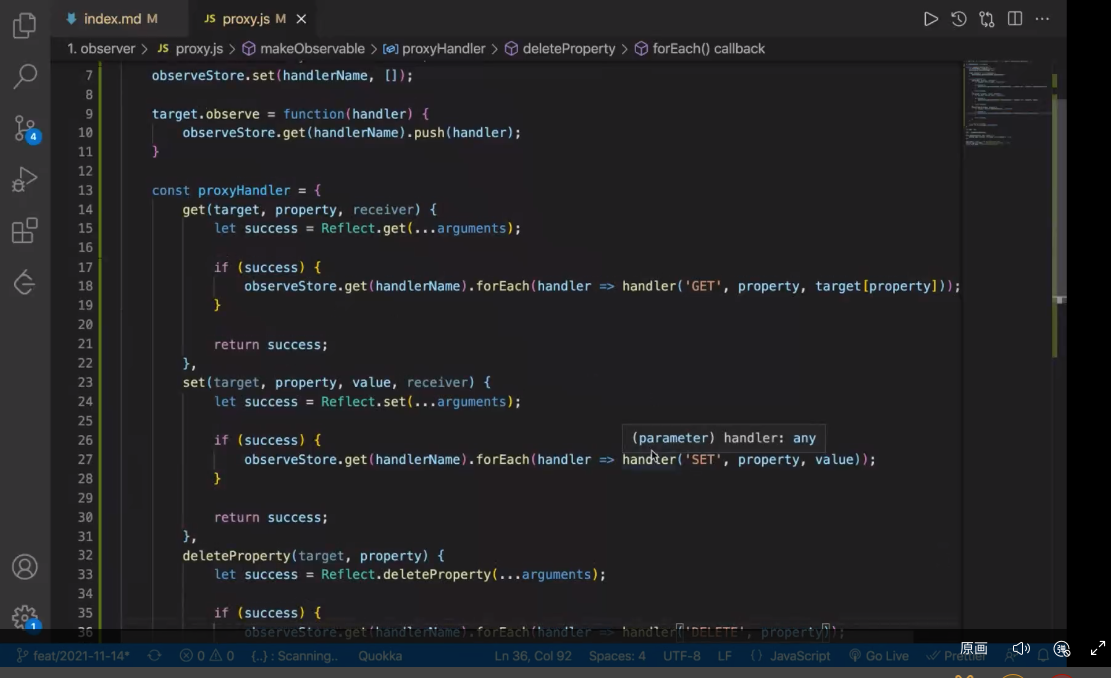 index.md M
JS proxy.js M
1. observer > JS proxy.js > makeObservable > proxyHandler > deleteProperty > forEach() callback
7 observeStore.set(handlerName, []);
8
9 target.observe = function(handler) {
10 observeStore.get(handlerName).push(handler);
11 }
12
13 const proxyHandler = {
14 get(target, property, receiver) {
15 let success = Reflect.get(...arguments);
16
17 if (success) {
18 observeStore.get(handlerName).forEach(handler => handler('GET', property, target[property]));
19 }
20
21 return success;
22 },
23 set(target, property, value, receiver) {
24 let success = Reflect.set(...arguments);
25
26 if (success) {
(parameter) handler: any
27 observeStore.get(handlerName).forEach(handler => handler('SET', property, value));
28 }
29
30 return success;
31 },
32 deleteProperty(target, property) {
33 let success = Reflect.deleteProperty(...arguments);
34
35 if (success) {
36 observeStore.get(handlerName).forEach(handler => handler('DELETE', property));
4
1
原画
feat/2021-11-14* 0 0 {..} : Scanning.. Quokka Ln 36, Col 92 Spaces: 4 UTF-8 LF {} JavaScript Go Live Prettier